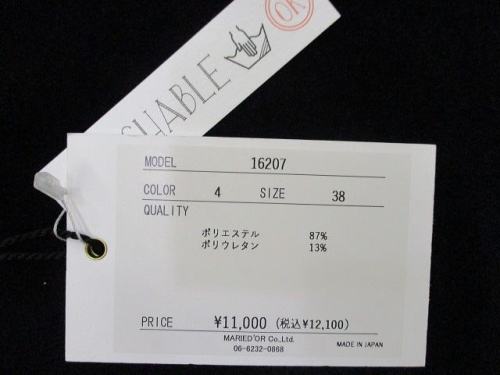 OK
SHABLE
MODEL 16207
COLOR 4 SIZE 38
QUALITY
ポリエステル 87%
ポリウレタン 13%
PRICE ¥11,000 (税込¥12,100)
MARIED'OR Co.,Ltd.
06-6232-0868
MADE IN JAPAN